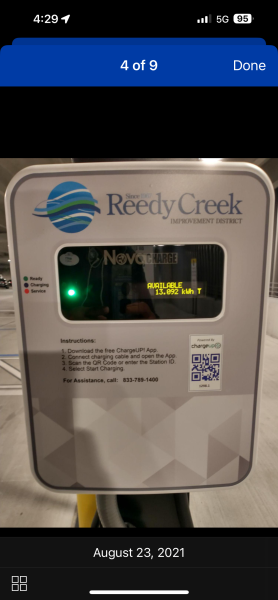 4:29
5G 95
4 of 9
Done
Reedy Creek
IMPROVEMENT DISTRICT
NovaCHARGE
Ready
Charging
Service
AVAILABLE
13.092 kWh T
Instructions:
1. Download the free ChargeUP! App.
2. Connect charging cable and open the App.
3. Scan the QR Code or enter the Station ID.
4. Select Start Charging.
For Assistance, call: 833-789-1400
chargeup
August 23, 2021